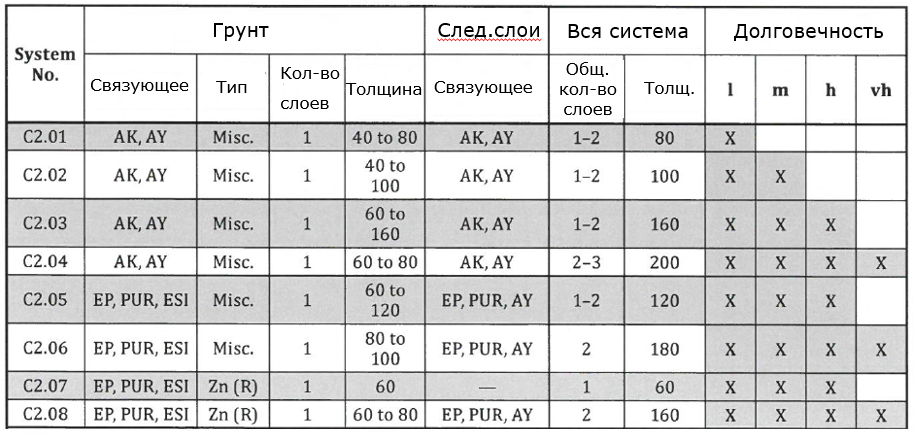 System No. Грунт След.слои Вся система Долговечность
Связующее Тип Кол-во слоев Толщина Связующее Общ. кол-во слоев Толщ. l m h vh
C2.01 AK, AY Misc. 1 40 to 80 AK, AY 1–2 80 X
C2.02 AK, AY Misc. 1 40 to 100 AK, AY 1–2 100 X X
C2.03 AK, AY Misc. 1 60 to 160 AK, AY 1–2 160 X X X
C2.04 AK, AY Misc. 1 60 to 80 AK, AY 2–3 200 X X X X
C2.05 EP, PUR, ESI Misc. 1 60 to 120 EP, PUR, AY 1–2 120 X X X
C2.06 EP, PUR, ESI Misc. 1 80 to 100 EP, PUR, AY 2 180 X X X X
C2.07 EP, PUR, ESI Zn (R) 1 60 — 1 60 X X X
C2.08 EP, PUR, ESI Zn (R) 1 60 to 80 EP, PUR, AY 2 160 X X X X